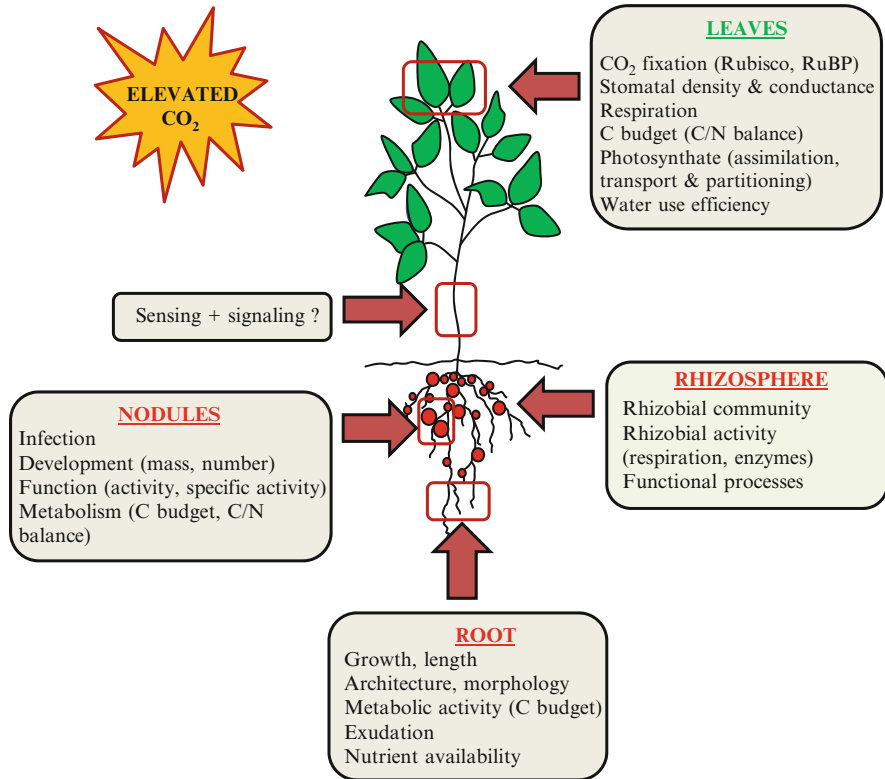 ELEVATED
CO₂
LEAVES
CO₂ fixation (Rubisco, RuBP)
Stomatal density & conductance
Respiration
C budget (C/N balance)
Photosynthate (assimilation,
transport & partitioning)
Water use efficiency
Sensing + signaling ?
NODULES
Infection
Development (mass, number)
Function (activity, specific activity)
Metabolism (C budget, C/N
balance)
RHIZOSPHERE
Rhizobial community
Rhizobial activity
(respiration, enzymes)
Functional processes
ROOT
Growth, length
Architecture, morphology
Metabolic activity (C budget)
Exudation
Nutrient availability